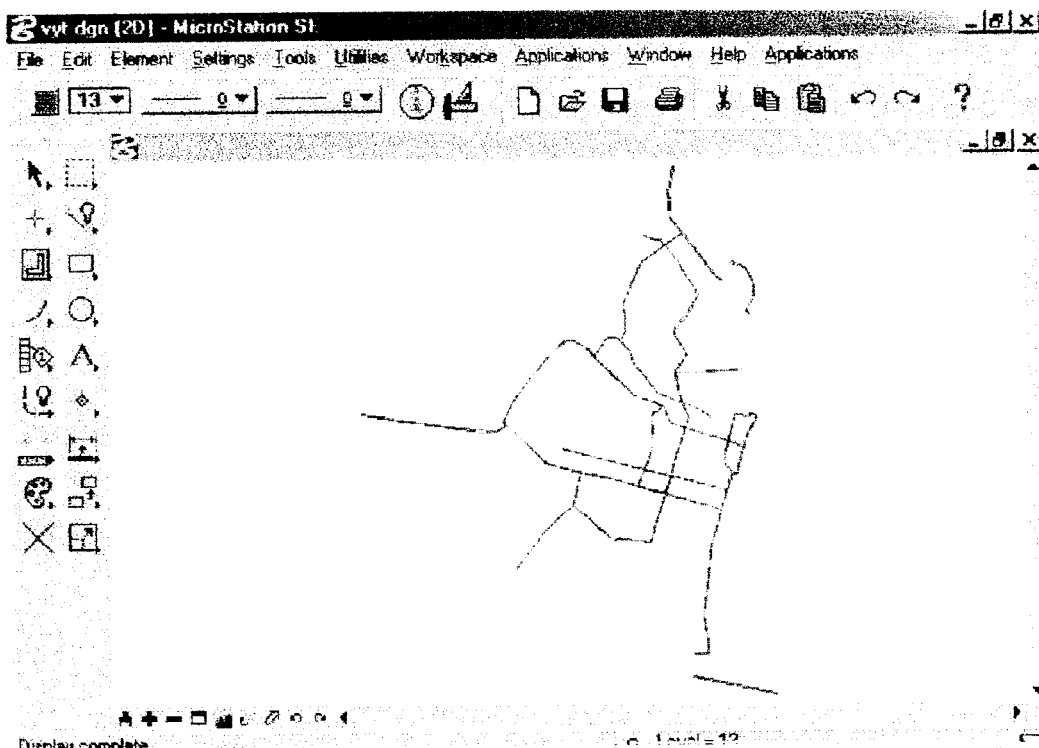 vyt dgn (2D) - MicroStation SE
File Edit Element Settings Tools Utilities Workspace Applications Window Help Applications
13 0 0
Display complete
Level = 13